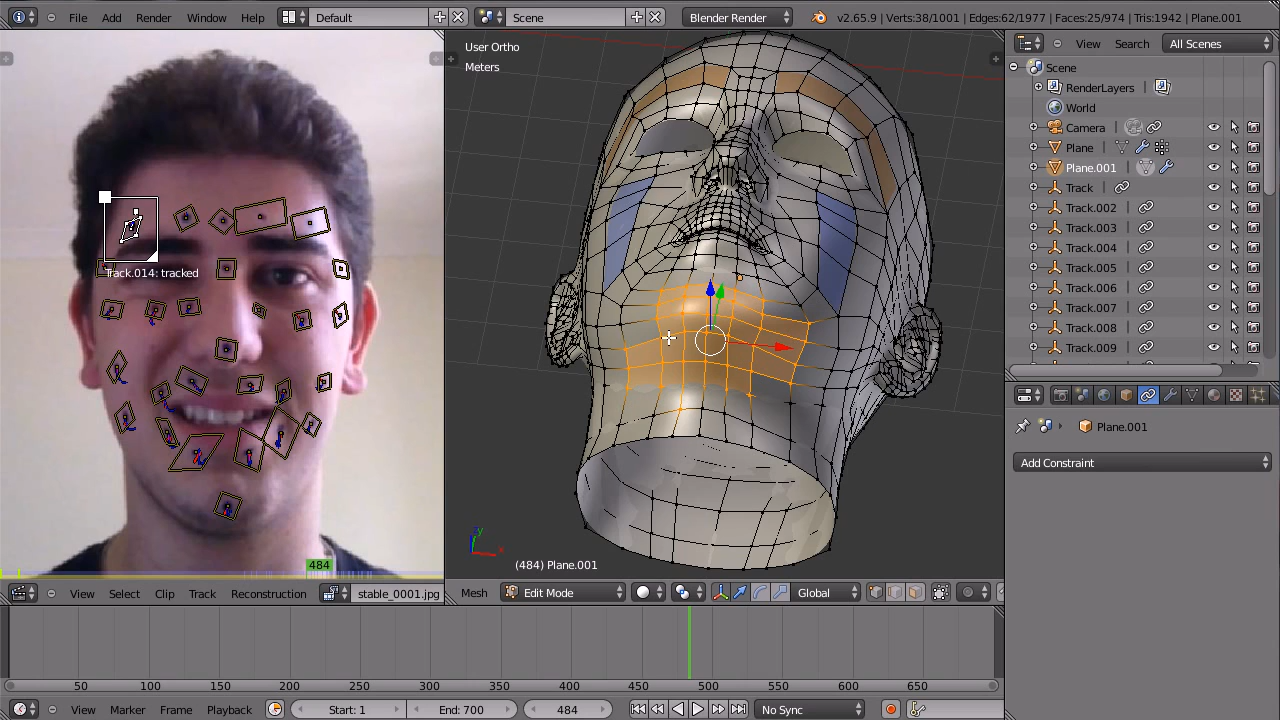 File Add Render Window Help Default Scene Blender Render v2.65.9 | Verts:38/1001 | Edges:62/1977 | Faces:25/974 | Tris:1942 | Plane.001
User Ortho
Meters
Track.014: tracked
484
(484) Plane.001
z y x
View Select Clip Track Reconstruction stable_0001.jpg
Mesh Edit Mode Global
View Search All Scenes
Scene
RenderLayers |
World
Camera |
Plane |
Plane.001 |
Track |
Track.002 |
Track.003 |
Track.004 |
Track.005 |
Track.006 |
Track.007 |
Track.008 |
Track.009 |
Plane.001
Add Constraint
50 100 150 200 250 300 350 400 450 500 550 600 650
View Marker Frame Playback Start: 1 End: 700 484 No Sync